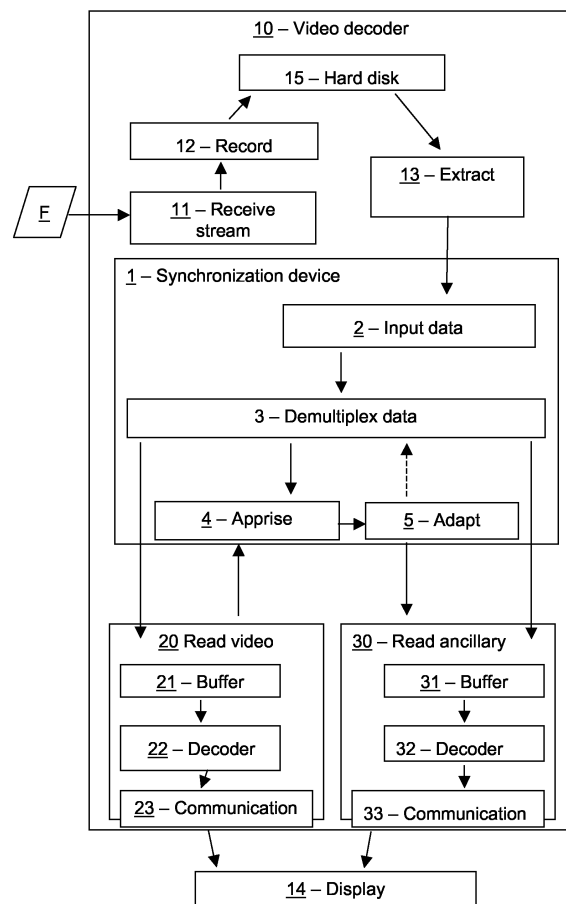 10 – Video decoder
15 – Hard disk
12 – Record
13 – Extract
F
11 – Receive
stream
1 – Synchronization device
2 – Input data
3 – Demultiplex data
4 – Apprise
5 – Adapt
20 Read video
30 – Read ancillary
21 – Buffer
31 – Buffer
22 – Decoder
32 – Decoder
23 – Communication
33 – Communication
14 – Display